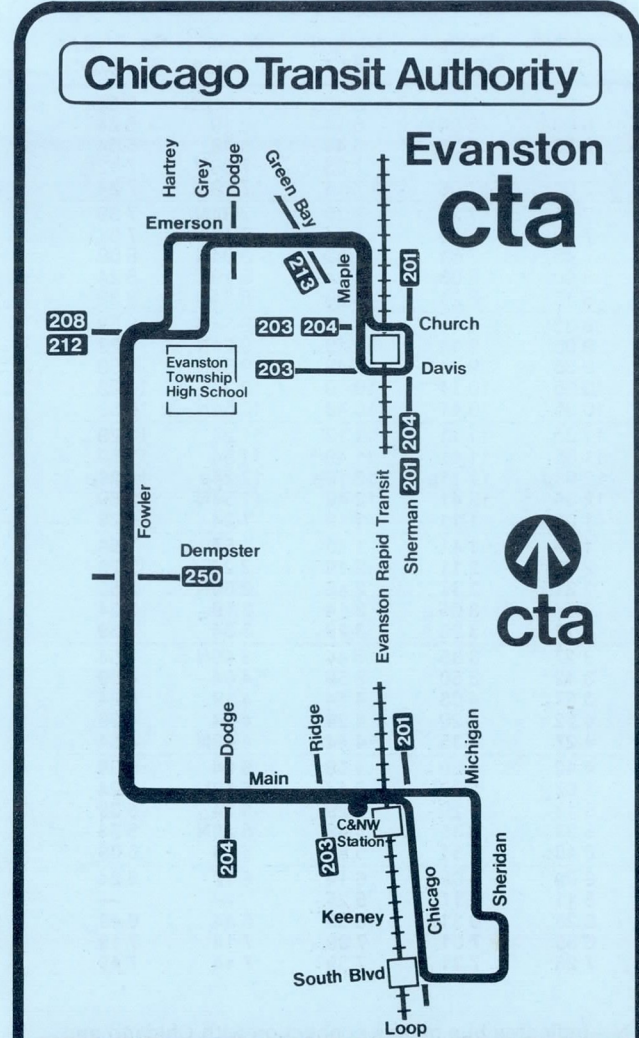 Chicago Transit Authority
Evanston
cta
Hartrey
Grey
Dodge
Green Bay
Emerson
213
Maple
201
208
212
203 204
Church
Evanston
Township
High School
203
Davis
Sherman 201 204
Evanston Rapid Transit
Fowler
Dempster
250
cta
Dodge
Ridge
201
Michigan
Main
C&NW
Station
204
203
Sheridan
Chicago
Keeney
South Blvd
Loop